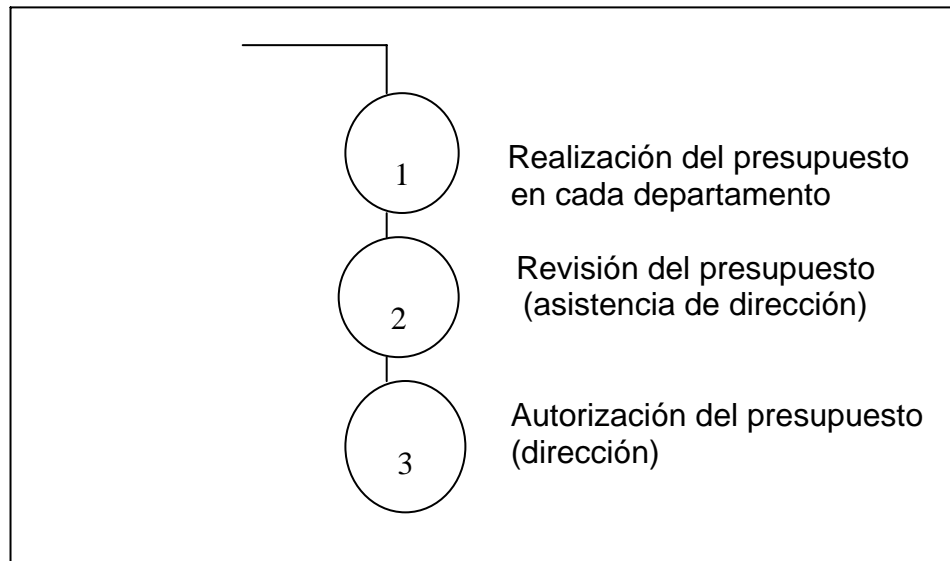 1
Realización del presupuesto
en cada departamento
2
Revisión del presupuesto
(asistencia de dirección)
3
Autorización del presupuesto
(dirección)